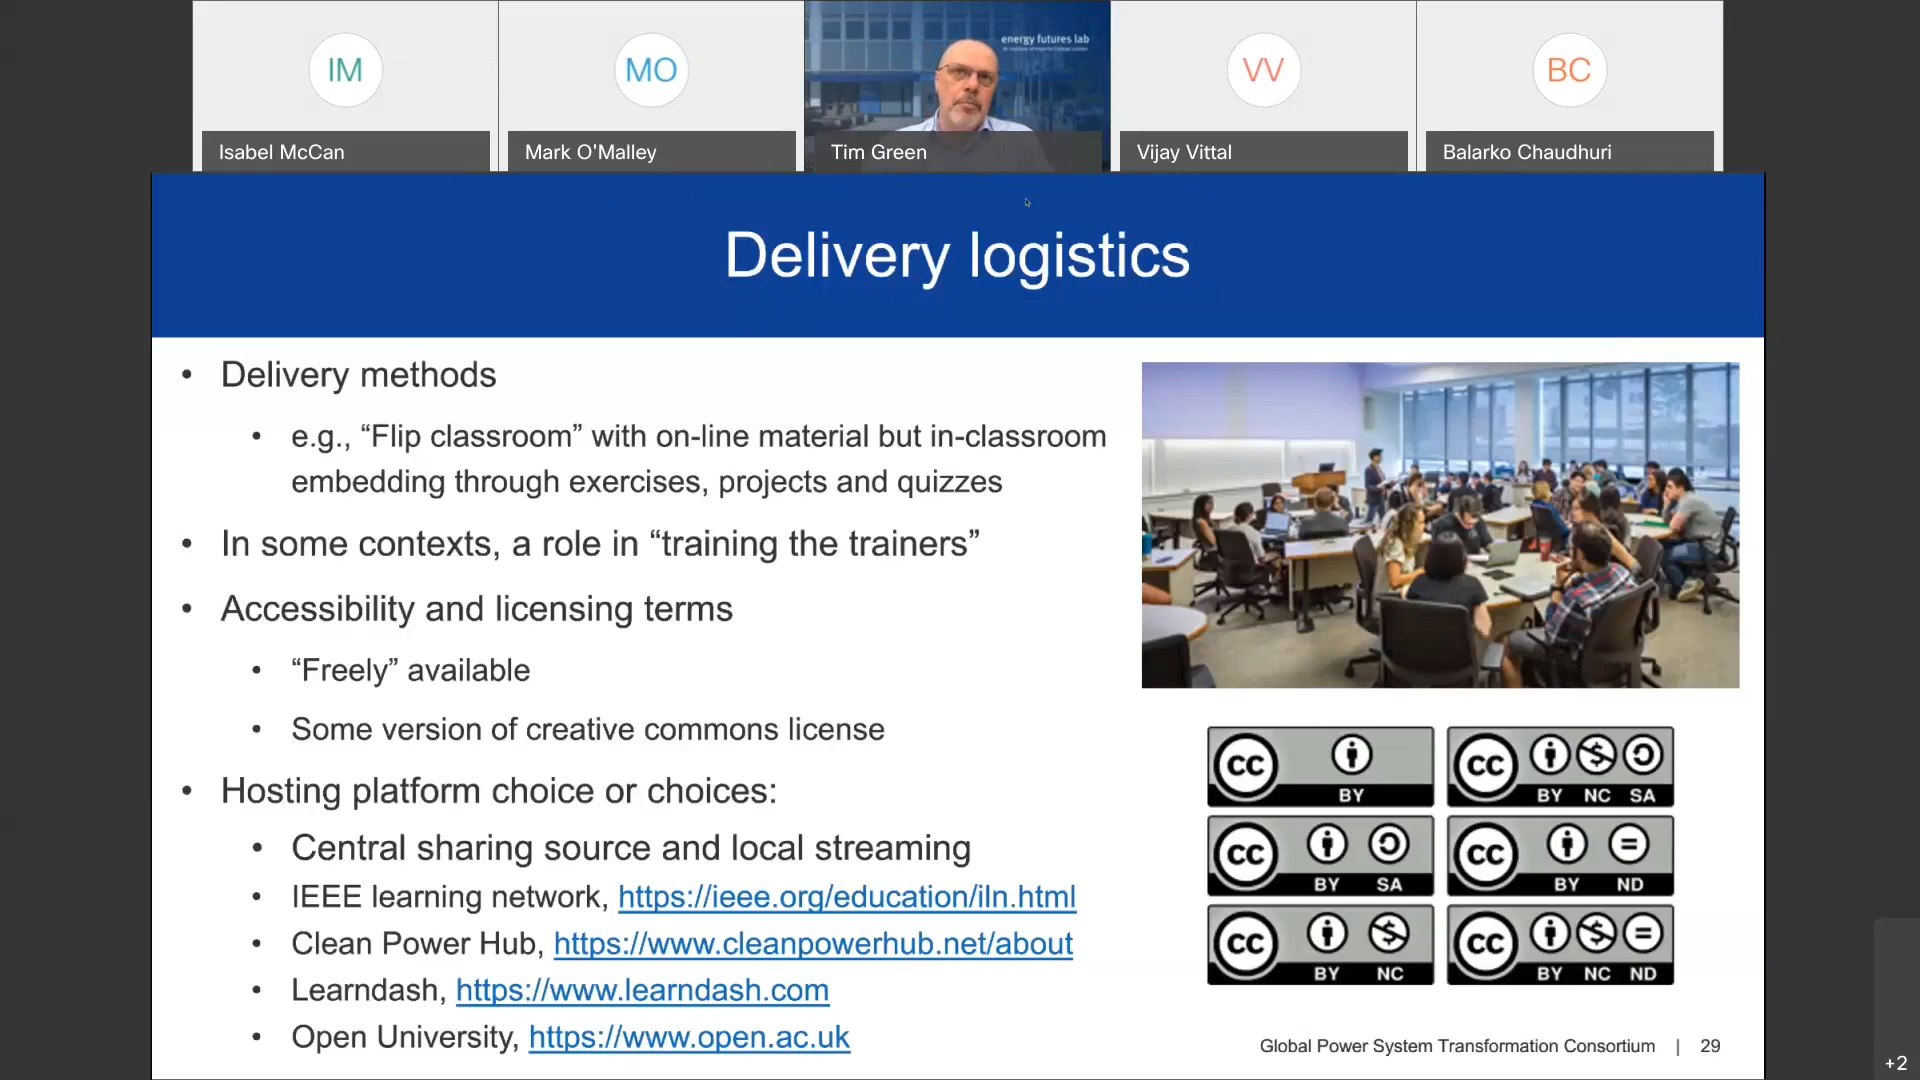 IM
MO
energy futures lab
VV
BC
Isabel McCan
Mark O'Malley
Tim Green
Vijay Vittal
Balarko Chaudhuri
Delivery logistics
• Delivery methods
• e.g., “Flip classroom” with on-line material but in-classroom
embedding through exercises, projects and quizzes
• In some contexts, a role in “training the trainers”
• Accessibility and licensing terms
• “Freely” available
• Some version of creative commons license
• Hosting platform choice or choices:
• Central sharing source and local streaming
• IEEE learning network, https://ieee.org/education/iln.html
• Clean Power Hub, https://www.cleanpowerhub.net/about
• Learndash, https://www.learndash.com
• Open University, https://www.open.ac.uk
cc BY
cc BY NC SA
cc BY SA
cc BY ND
cc BY NC
cc BY NC ND
Global Power System Transformation Consortium | 29
+2